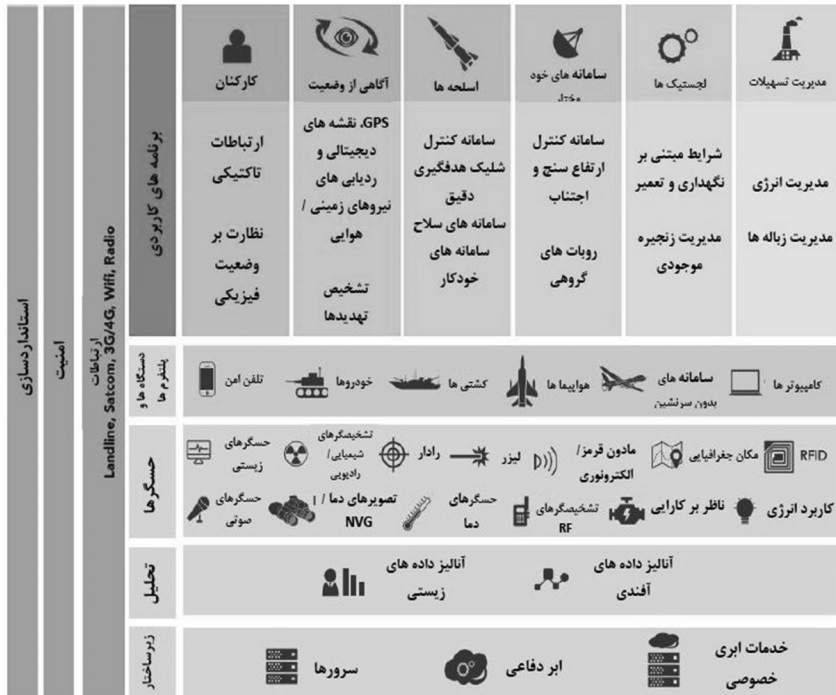 استانداردسازی
امنیت
ارتباطات
Landline, Satcom, 3G/4G, Wifi, Radio
برنامه های کاربردی
مدیریت تسهیلات
مدیریت انرژی
مدیریت زباله ها
لجستیک ها
شرایط مبتنی بر
نگهداری و تعمیر
مدیریت زنجیره
موجودی
سامانه های خود
مختار
سامانه کنترل
ارتفاع سنج و
اجتناب
روبات های
گروهی
اسلحه ها
سامانه کنترل
شلیک هدفگیری
دقیق
سامانه های سلاح
سامانه های
خودکار
آگاهی از وضعیت
GPS، نقشه های
دیجیتالی و
ردیابی های
نیروهای زمینی /
هوایی
تشخیص
تهدیدها
کارکنان
ارتباطات
تاکتیکی
نظارت بر
وضعیت
فیزیکی
دستگاه ها و
پلتفرم ها
کامپیوتر ها
سامانه های
بدون سرنشین
هواپیما ها
کشتی ها
خودروها
تلفن امن
حسگرها
RFID
مکان جغرافیایی
مادون قرمز/
الکترونوری
لیزر
رادار
تشخیصگرهای
شیمیایی/
رادیویی
حسگرهای
زیستی
کاربرد انرژی
ناظر بر کارایی
تشخیصگرهای
RF
حسگرهای
دما
تصویرهای دما / ا
NVG
حسگرهای
صوتی
تحلیل
آنالیز داده های
آفندی
آنالیز داده های
زیستی
زیرساختار
خدمات ابری
خصوصی
ابر دفاعی
سرورها